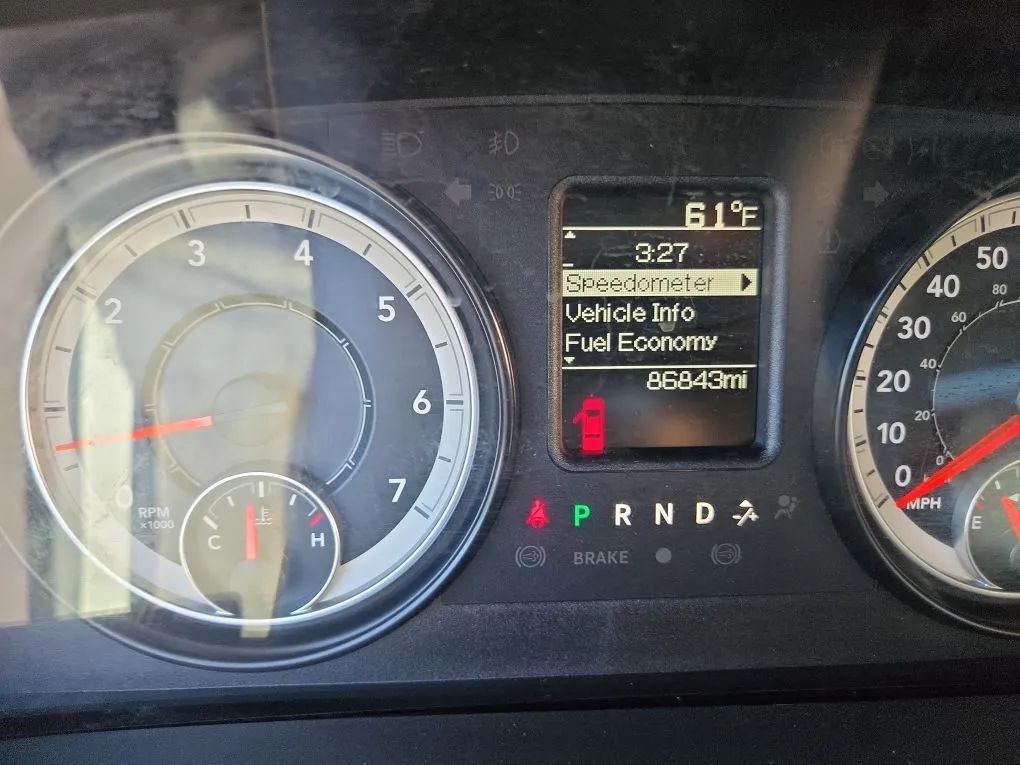 61°F
3:27
Speedometer
Vehicle Info
Fuel Economy
86843mi
0
2
3
4
5
6
7
RPM
x1000
C
H
P R N D
BRAKE
0
10
20
30
40
50
0
20
40
60
80
MPH
E